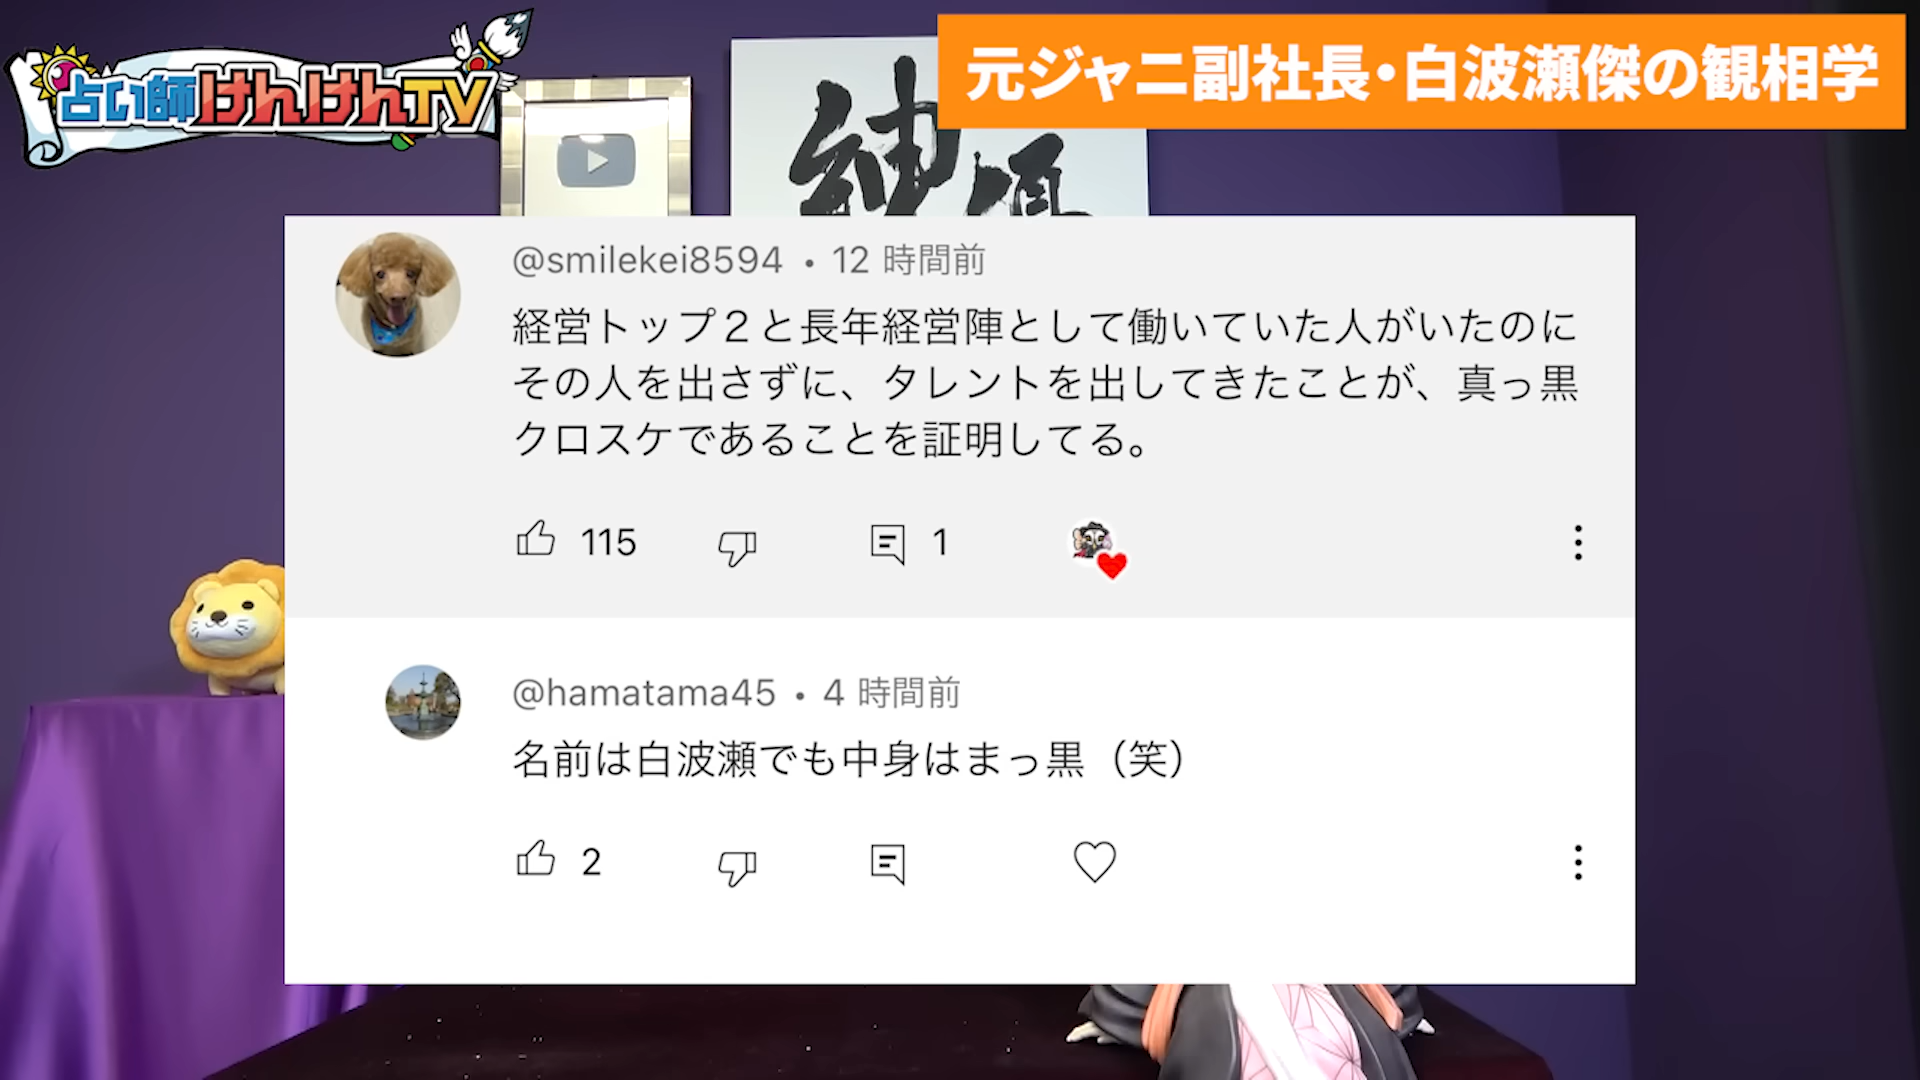 占い師けんけんTV
元ジャニ副社長・白波瀬傑の観相学
@smilekei8594・12 時間前
経営トップ２と長年経営陣として働いていた人がいたのに
その人を出さずに、タレントを出してきたことが、真っ黒
クロスケであることを証明してる。
115
1
@hamatama45・4 時間前
名前は白波瀬でも中身はまっ黒（笑）
2